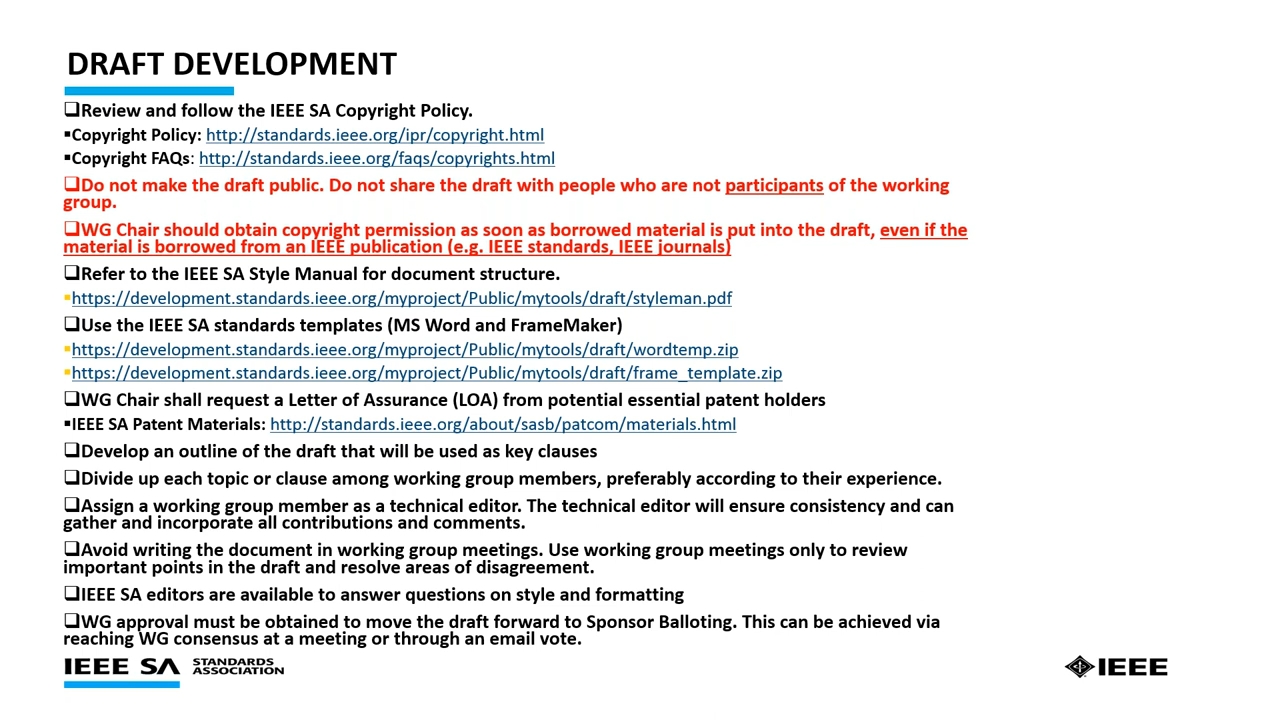 DRAFT DEVELOPMENT
❑Review and follow the IEEE SA Copyright Policy.
▪Copyright Policy: http://standards.ieee.org/ipr/copyright.html
▪Copyright FAQs: http://standards.ieee.org/faqs/copyrights.html
❑Do not make the draft public. Do not share the draft with people who are not participants of the working
group.
❑WG Chair should obtain copyright permission as soon as borrowed material is put into the draft, even if the
material is borrowed from an IEEE publication (e.g. IEEE standards, IEEE journals)
❑Refer to the IEEE SA Style Manual for document structure.
▪https://development.standards.ieee.org/myproject/Public/mytools/draft/styleman.pdf
❑Use the IEEE SA standards templates (MS Word and FrameMaker)
▪https://development.standards.ieee.org/myproject/Public/mytools/draft/wordtemp.zip
▪https://development.standards.ieee.org/myproject/Public/mytools/draft/frame_template.zip
❑WG Chair shall request a Letter of Assurance (LOA) from potential essential patent holders
▪IEEE SA Patent Materials: http://standards.ieee.org/about/sasb/patcom/materials.html
❑Develop an outline of the draft that will be used as key clauses
❑Divide up each topic or clause among working group members, preferably according to their experience.
❑Assign a working group member as a technical editor. The technical editor will ensure consistency and can
gather and incorporate all contributions and comments.
❑Avoid writing the document in working group meetings. Use working group meetings only to review
important points in the draft and resolve areas of disagreement.
❑IEEE SA editors are available to answer questions on style and formatting
❑WG approval must be obtained to move the draft forward to Sponsor Balloting. This can be achieved via
reaching WG consensus at a meeting or through an email vote.
IEEE SA STANDARDS
ASSOCIATION
IEEE